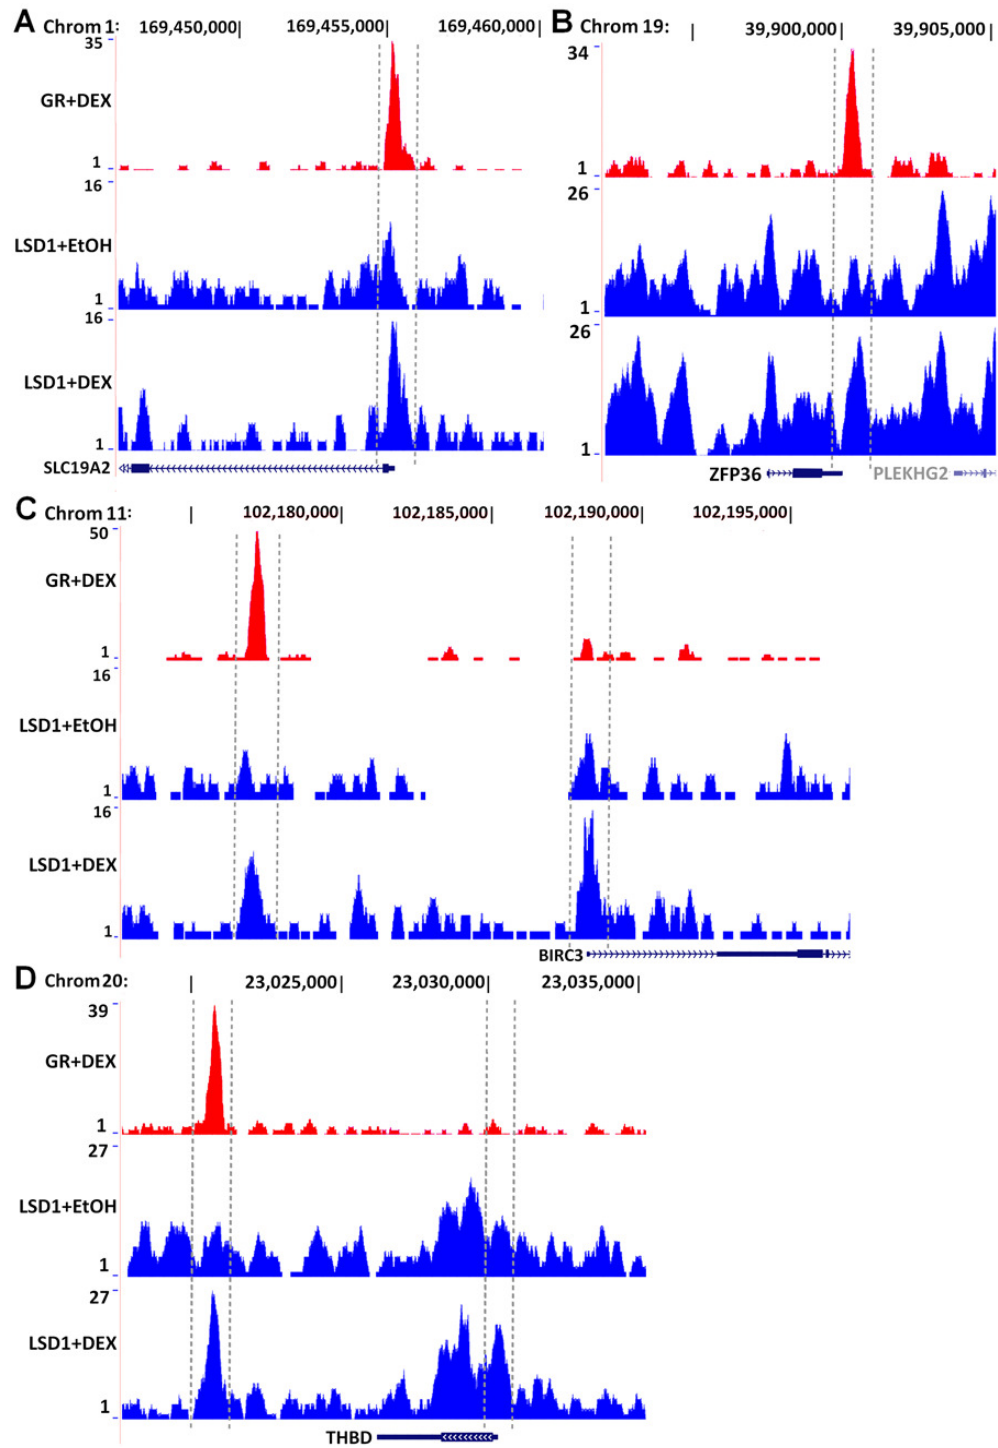 A Chrom 1: 169,450,000| 169,455,000| 169,460,000|
35
GR+DEX
1
16
LSD1+EtOH
1
16
LSD1+DEX
1
SLC19A2
B Chrom 19: | 39,900,000| 39,905,000|
34
1
26
1
26
1
ZFP36 PLEKHG2
C Chrom 11: | 102,180,000| 102,185,000| 102,190,000| 102,195,000|
50
GR+DEX
1
16
LSD1+EtOH
1
16
LSD1+DEX
1
BIRC3
D Chrom 20: | 23,025,000| 23,030,000| 23,035,000|
39
GR+DEX
1
27
LSD1+EtOH
1
27
LSD1+DEX
1
THBD